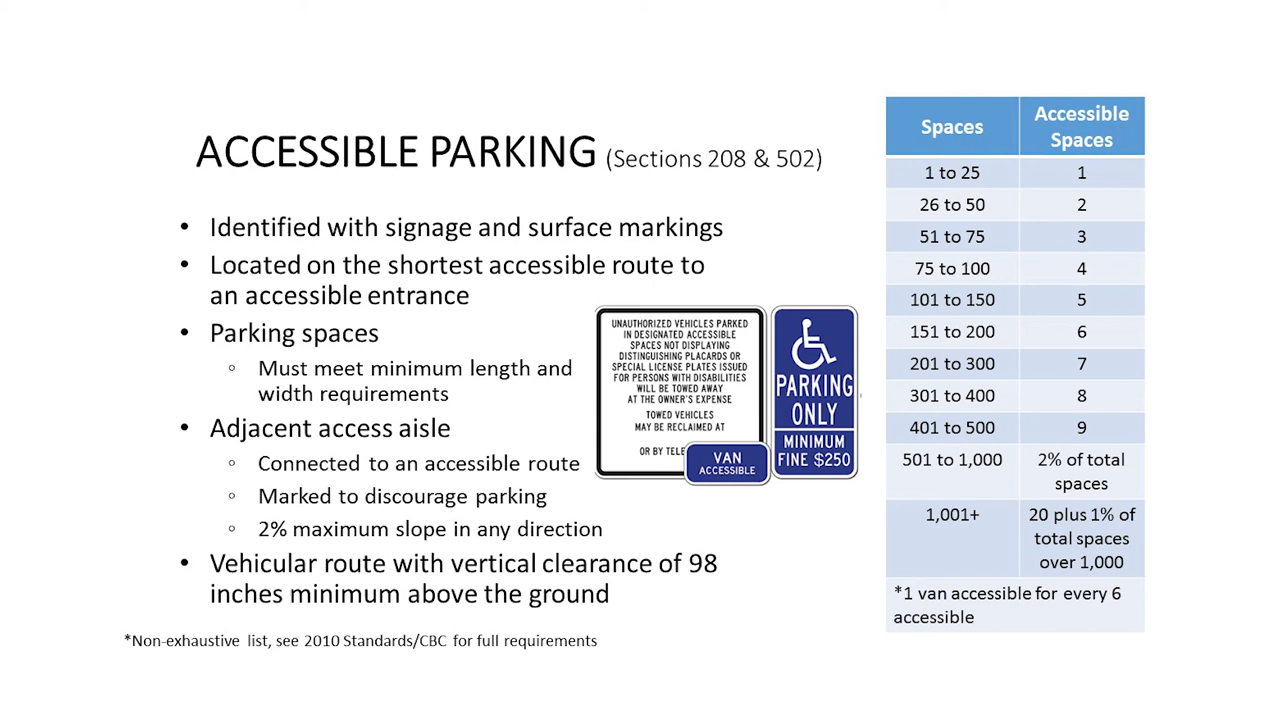 ACCESSIBLE PARKING (Sections 208 & 502)
• Identified with signage and surface markings
• Located on the shortest accessible route to
an accessible entrance
• Parking spaces
◦ Must meet minimum length and
width requirements
• Adjacent access aisle
◦ Connected to an accessible route
◦ Marked to discourage parking
◦ 2% maximum slope in any direction
• Vehicular route with vertical clearance of 98
inches minimum above the ground
*Non-exhaustive list, see 2010 Standards/CBC for full requirements
UNAUTHORIZED VEHICLES PARKED
IN DESIGNATED ACCESSIBLE
SPACES NOT DISPLAYING
DISTINGUISHING PLACARDS OR
SPECIAL LICENSE PLATES ISSUED
FOR PERSONS WITH DISABILITIES
WILL BE TOWED AWAY
AT THE OWNER'S EXPENSE
TOWED VEHICLES
MAY BE RECLAIMED AT
OR BY TELE
VAN
ACCESSIBLE
PARKING
ONLY
MINIMUM
FINE $250
Spaces Accessible
Spaces
1 to 25 1
26 to 50 2
51 to 75 3
75 to 100 4
101 to 150 5
151 to 200 6
201 to 300 7
301 to 400 8
401 to 500 9
501 to 1,000 2% of total
spaces
1,001+ 20 plus 1% of
total spaces
over 1,000
*1 van accessible for every 6
accessible